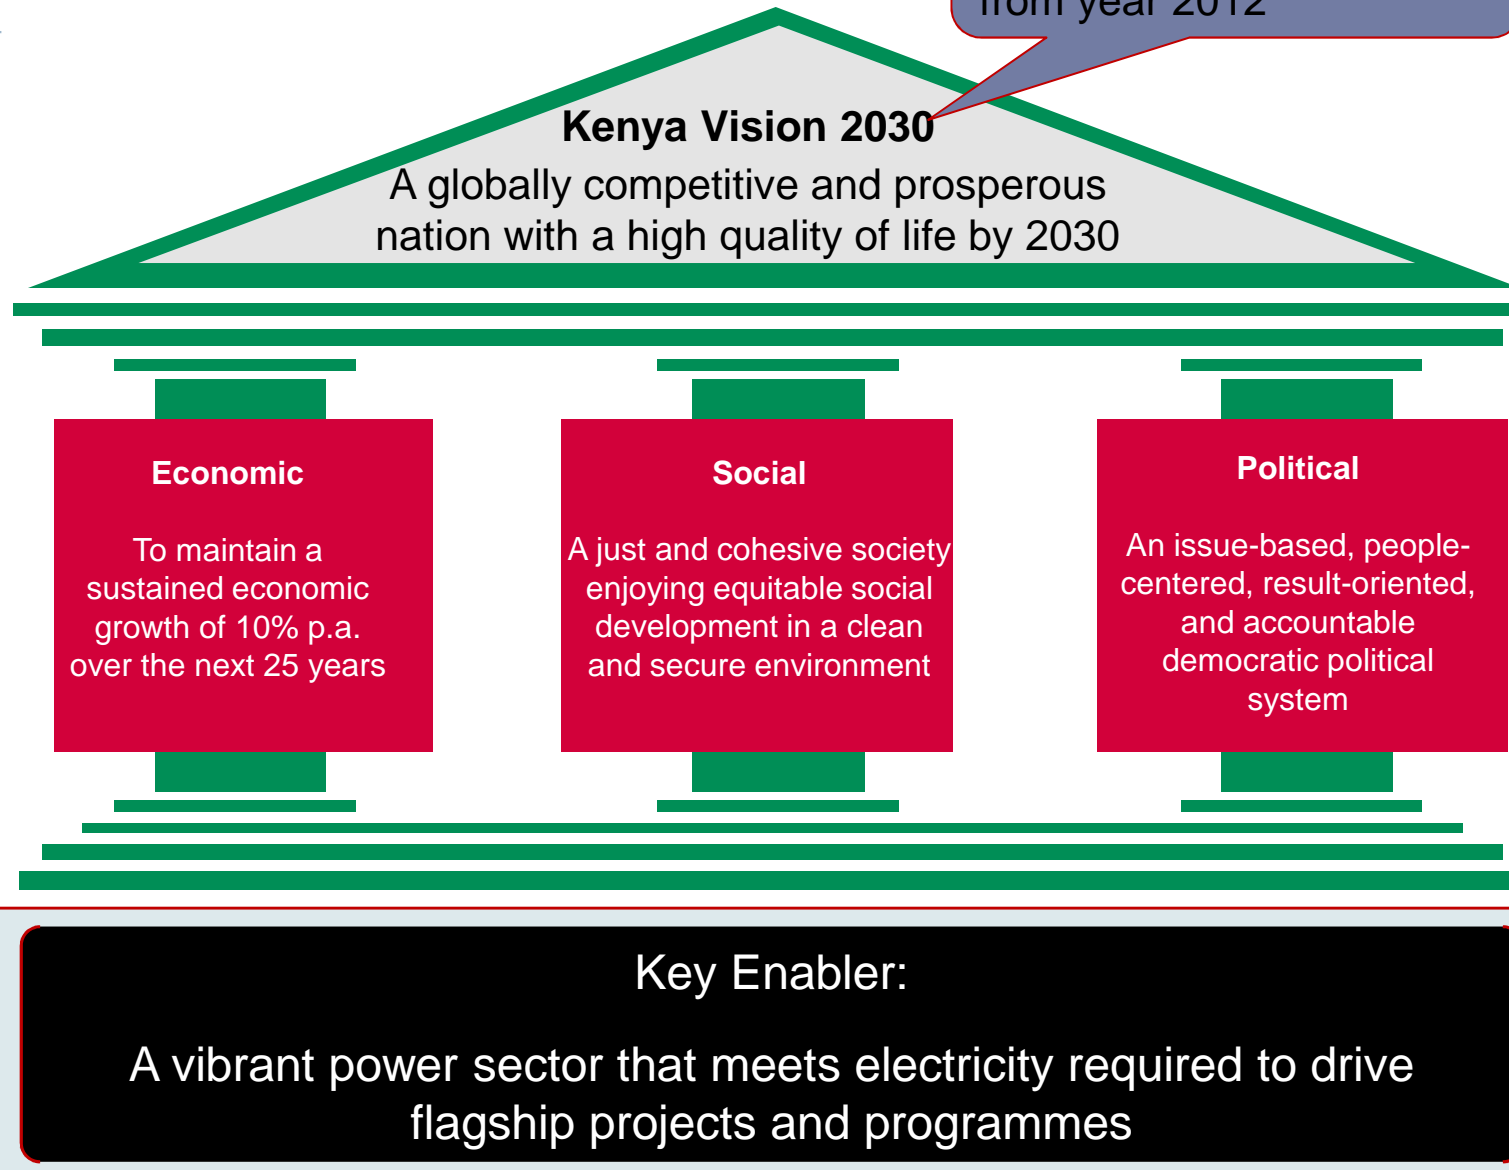 from year 2012
Kenya Vision 2030
A globally competitive and prosperous
nation with a high quality of life by 2030
Economic
To maintain a
sustained economic
growth of 10% p.a.
over the next 25 years
Social
A just and cohesive society
enjoying equitable social
development in a clean
and secure environment
Political
An issue-based, people-
centered, result-oriented,
and accountable
democratic political
system
Key Enabler:
A vibrant power sector that meets electricity required to drive
flagship projects and programmes